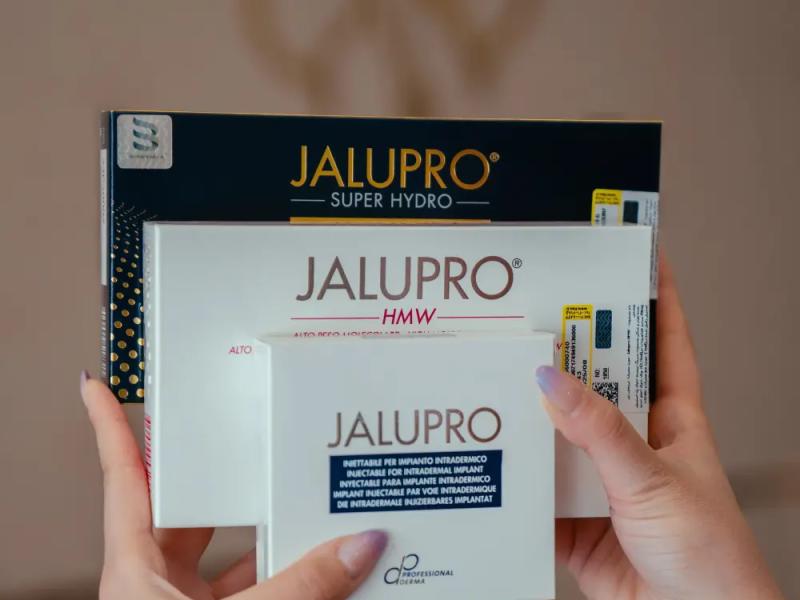 JALUPRO®
SUPER HYDRO
JALUPRO®
HMW
ALTO
JALUPRO
INIETTABILE PER IMPIANTO INTRADERMICO
INJECTABLE FOR INTRADERMAL IMPLANT
INYECTABLE PARA IMPLANTE INTRADERMICO
IMPLANT INJECTABLE PAR VOIE INTRADERMIQUE
DIE INTRADERMALE INJIZIERBARES IMPLANTAT
PROFESSIONAL
DERMA